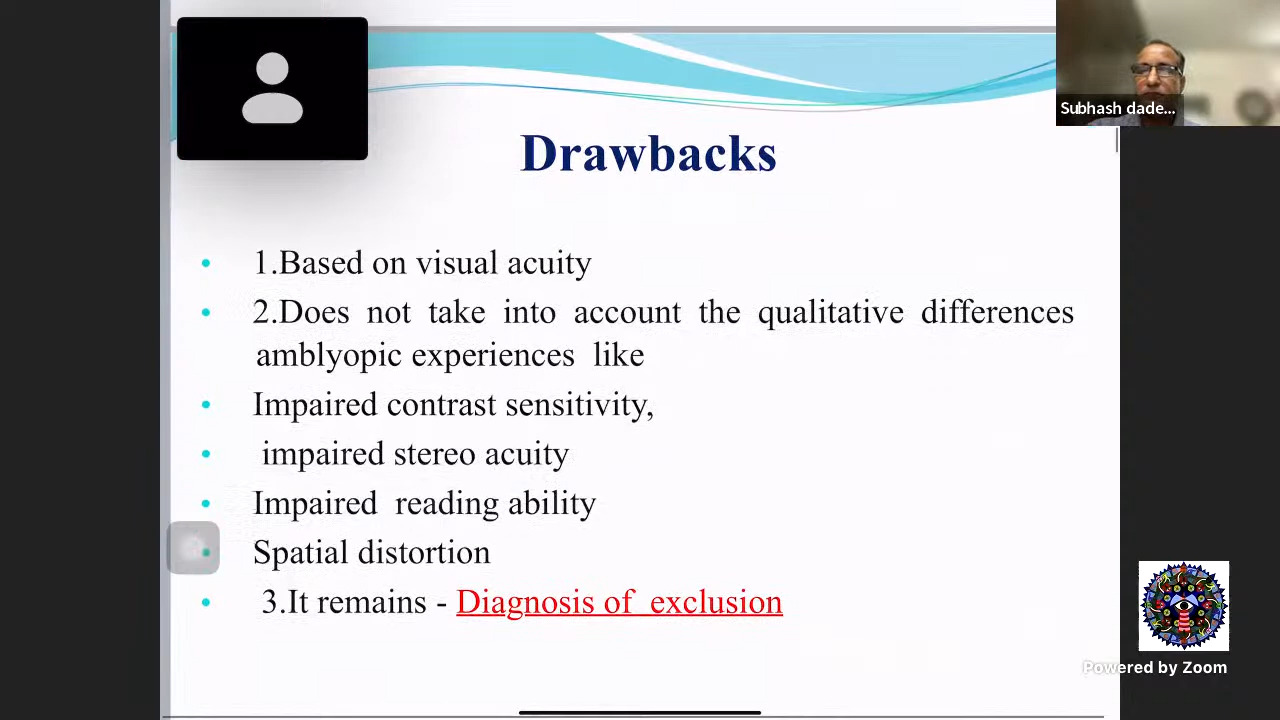 Subhash dade...
Drawbacks
• 1.Based on visual acuity
• 2.Does not take into account the qualitative differences
amblyopic experiences like
• Impaired contrast sensitivity,
• impaired stereo acuity
• Impaired reading ability
• Spatial distortion
• 3.It remains - Diagnosis of exclusion
Powered by Zoom